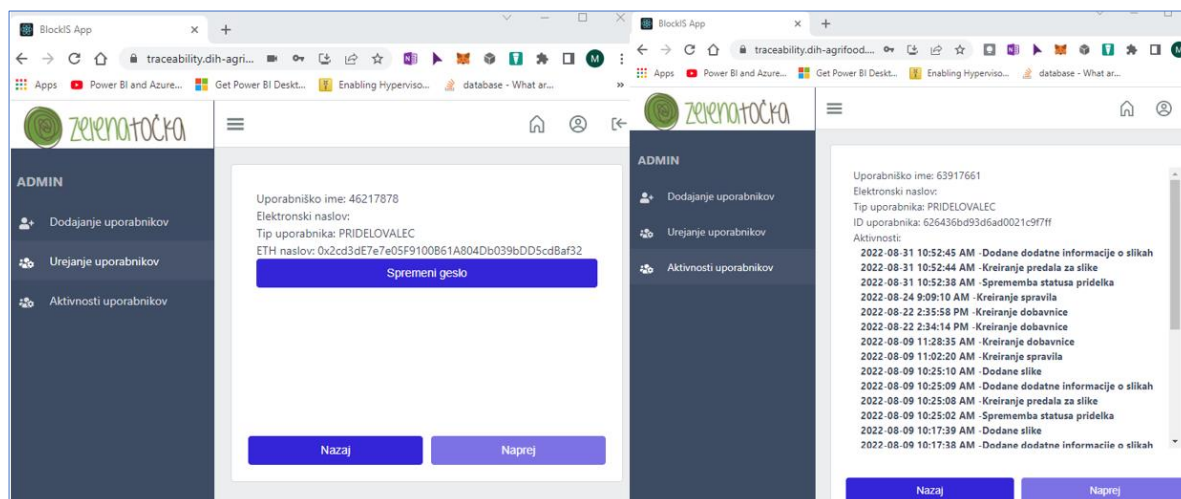 BlockIS App
traceability.dih-agri...
Apps
Power BI and Azure...
Get Power BI Deskt...
Enabling Hyperviso...
database - What ar...
zelenatočka
ADMIN
Dodajanje uporabnikov
Urejanje uporabnikov
Aktivnosti uporabnikov
Uporabniško ime: 46217878
Elektronski naslov:
Tip uporabnika: PRIDELOVALEC
ETH naslov: 0x2cd3dE7e7e05F9100B61A804Db039bDD5cdBaf32
Spremeni geslo
Nazaj
Naprej
BlockIS App
traceability.dih-agrifood....
Apps
Power BI and Azure...
Get Power BI Deskt...
Enabling Hyperviso...
database - What ar...
zelenatočka
ADMIN
Dodajanje uporabnikov
Urejanje uporabnikov
Aktivnosti uporabnikov
Uporabniško ime: 63917661
Elektronski naslov:
Tip uporabnika: PRIDELOVALEC
ID uporabnika: 626436bd93d6ad0021c9f7ff
Aktivnosti:
2022-08-31 10:52:45 AM -Dodane dodatne informacije o slikah
2022-08-31 10:52:44 AM -Kreiranje predala za slike
2022-08-31 10:52:38 AM -Sprememba statusa pridelka
2022-08-24 9:09:10 AM -Kreiranje spravila
2022-08-22 2:35:58 PM -Kreiranje dobavnice
2022-08-22 2:34:14 PM -Kreiranje dobavnice
2022-08-09 11:28:35 AM -Kreiranje dobavnice
2022-08-09 11:02:20 AM -Kreiranje spravila
2022-08-09 10:25:10 AM -Dodane slike
2022-08-09 10:25:09 AM -Dodane dodatne informacije o slikah
2022-08-09 10:25:08 AM -Kreiranje predala za slike
2022-08-09 10:25:02 AM -Sprememba statusa pridelka
2022-08-09 10:17:39 AM -Dodane slike
2022-08-09 10:17:38 AM -Dodane dodatne informacije o slikah
Nazaj
Naprej